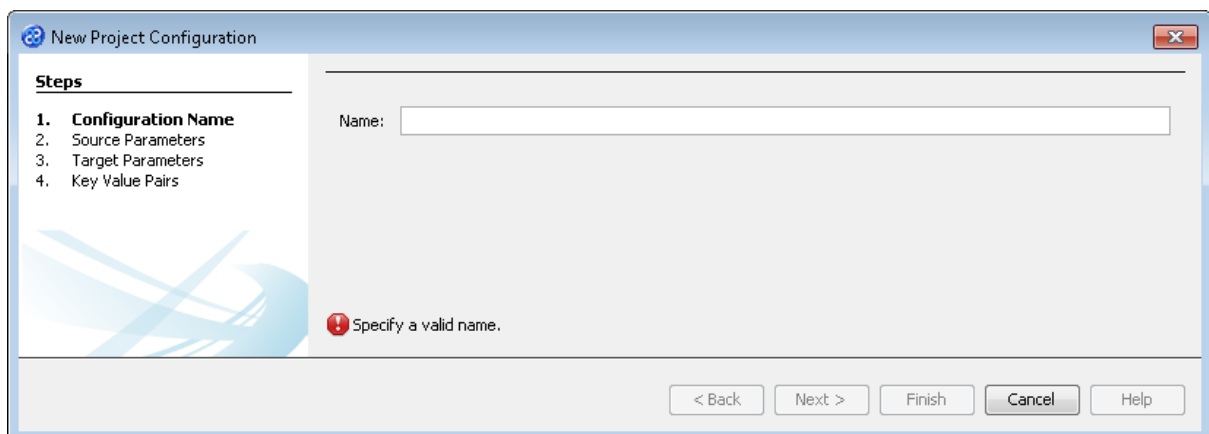 New Project Configuration
Steps
1. Configuration Name
2. Source Parameters
3. Target Parameters
4. Key Value Pairs
Name:
Specify a valid name.
< Back Next > Finish Cancel Help